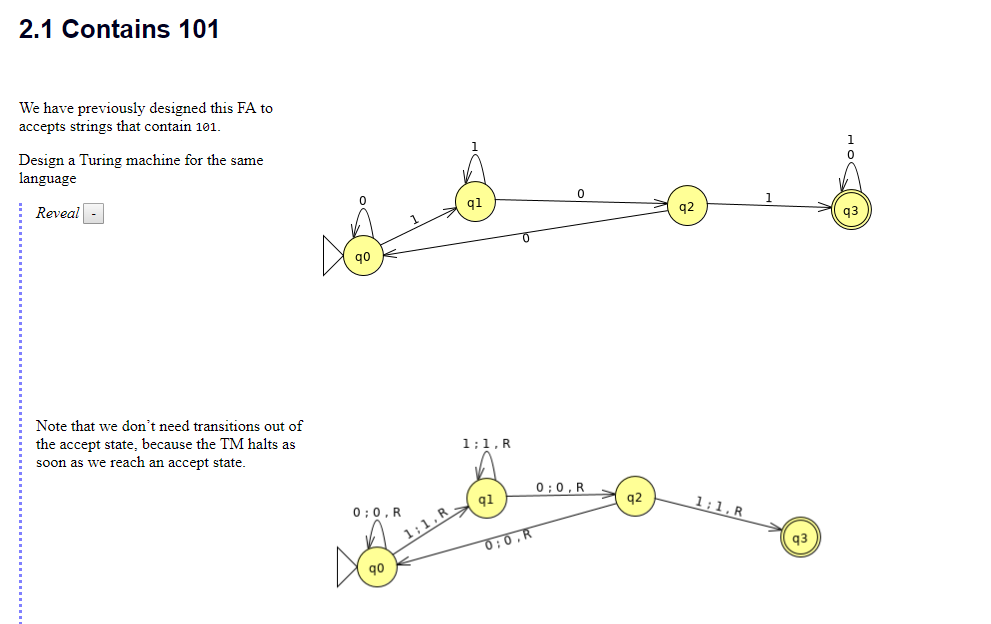 2.1 Contains 101
We have previously designed this FA to
accepts strings that contain 101.
Design a Turing machine for the same
language
Reveal -
1
0
1
0
1
q1
0
q2
1
q3
0
q0
Note that we don’t need transitions out of
the accept state, because the TM halts as
soon as we reach an accept state.
1;1,R
0;0,R
1;1,R
q1
0;0,R
q2
1;1,R
0;0,R
q3
q0